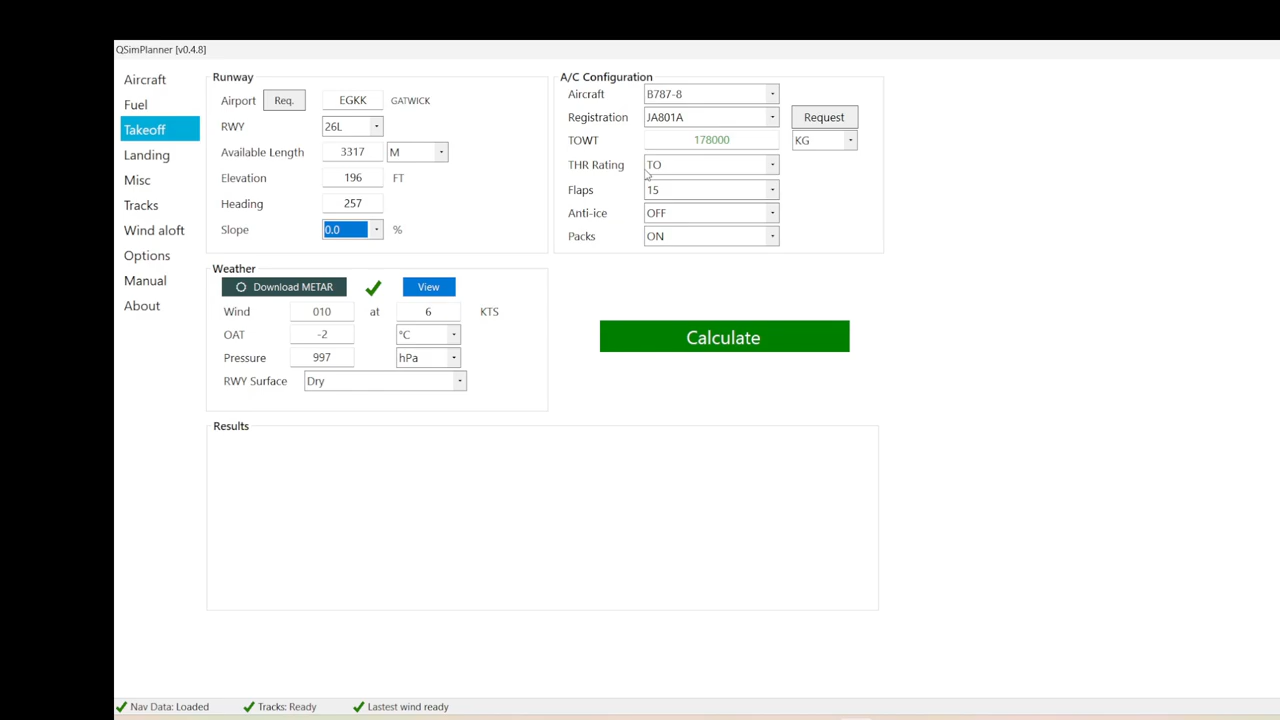 QSimPlanner [v0.4.8]
Aircraft
Fuel
Takeoff
Landing
Misc
Tracks
Wind aloft
Options
Manual
About
Runway
Airport Req. EGKK GATWICK
RWY 26L
Available Length 3317 M
Elevation 196 FT
Heading 257
Slope 0.0 %
A/C Configuration
Aircraft B787-8
Registration JA801A Request
TOWT 178000 KG
THR Rating TO
Flaps 15
Anti-ice OFF
Packs ON
Weather
Download METAR View
Wind 010 at 6 KTS
OAT -2 °C
Pressure 997 hPa
RWY Surface Dry
Calculate
Results
Nav Data: Loaded Tracks: Ready Lastest wind ready